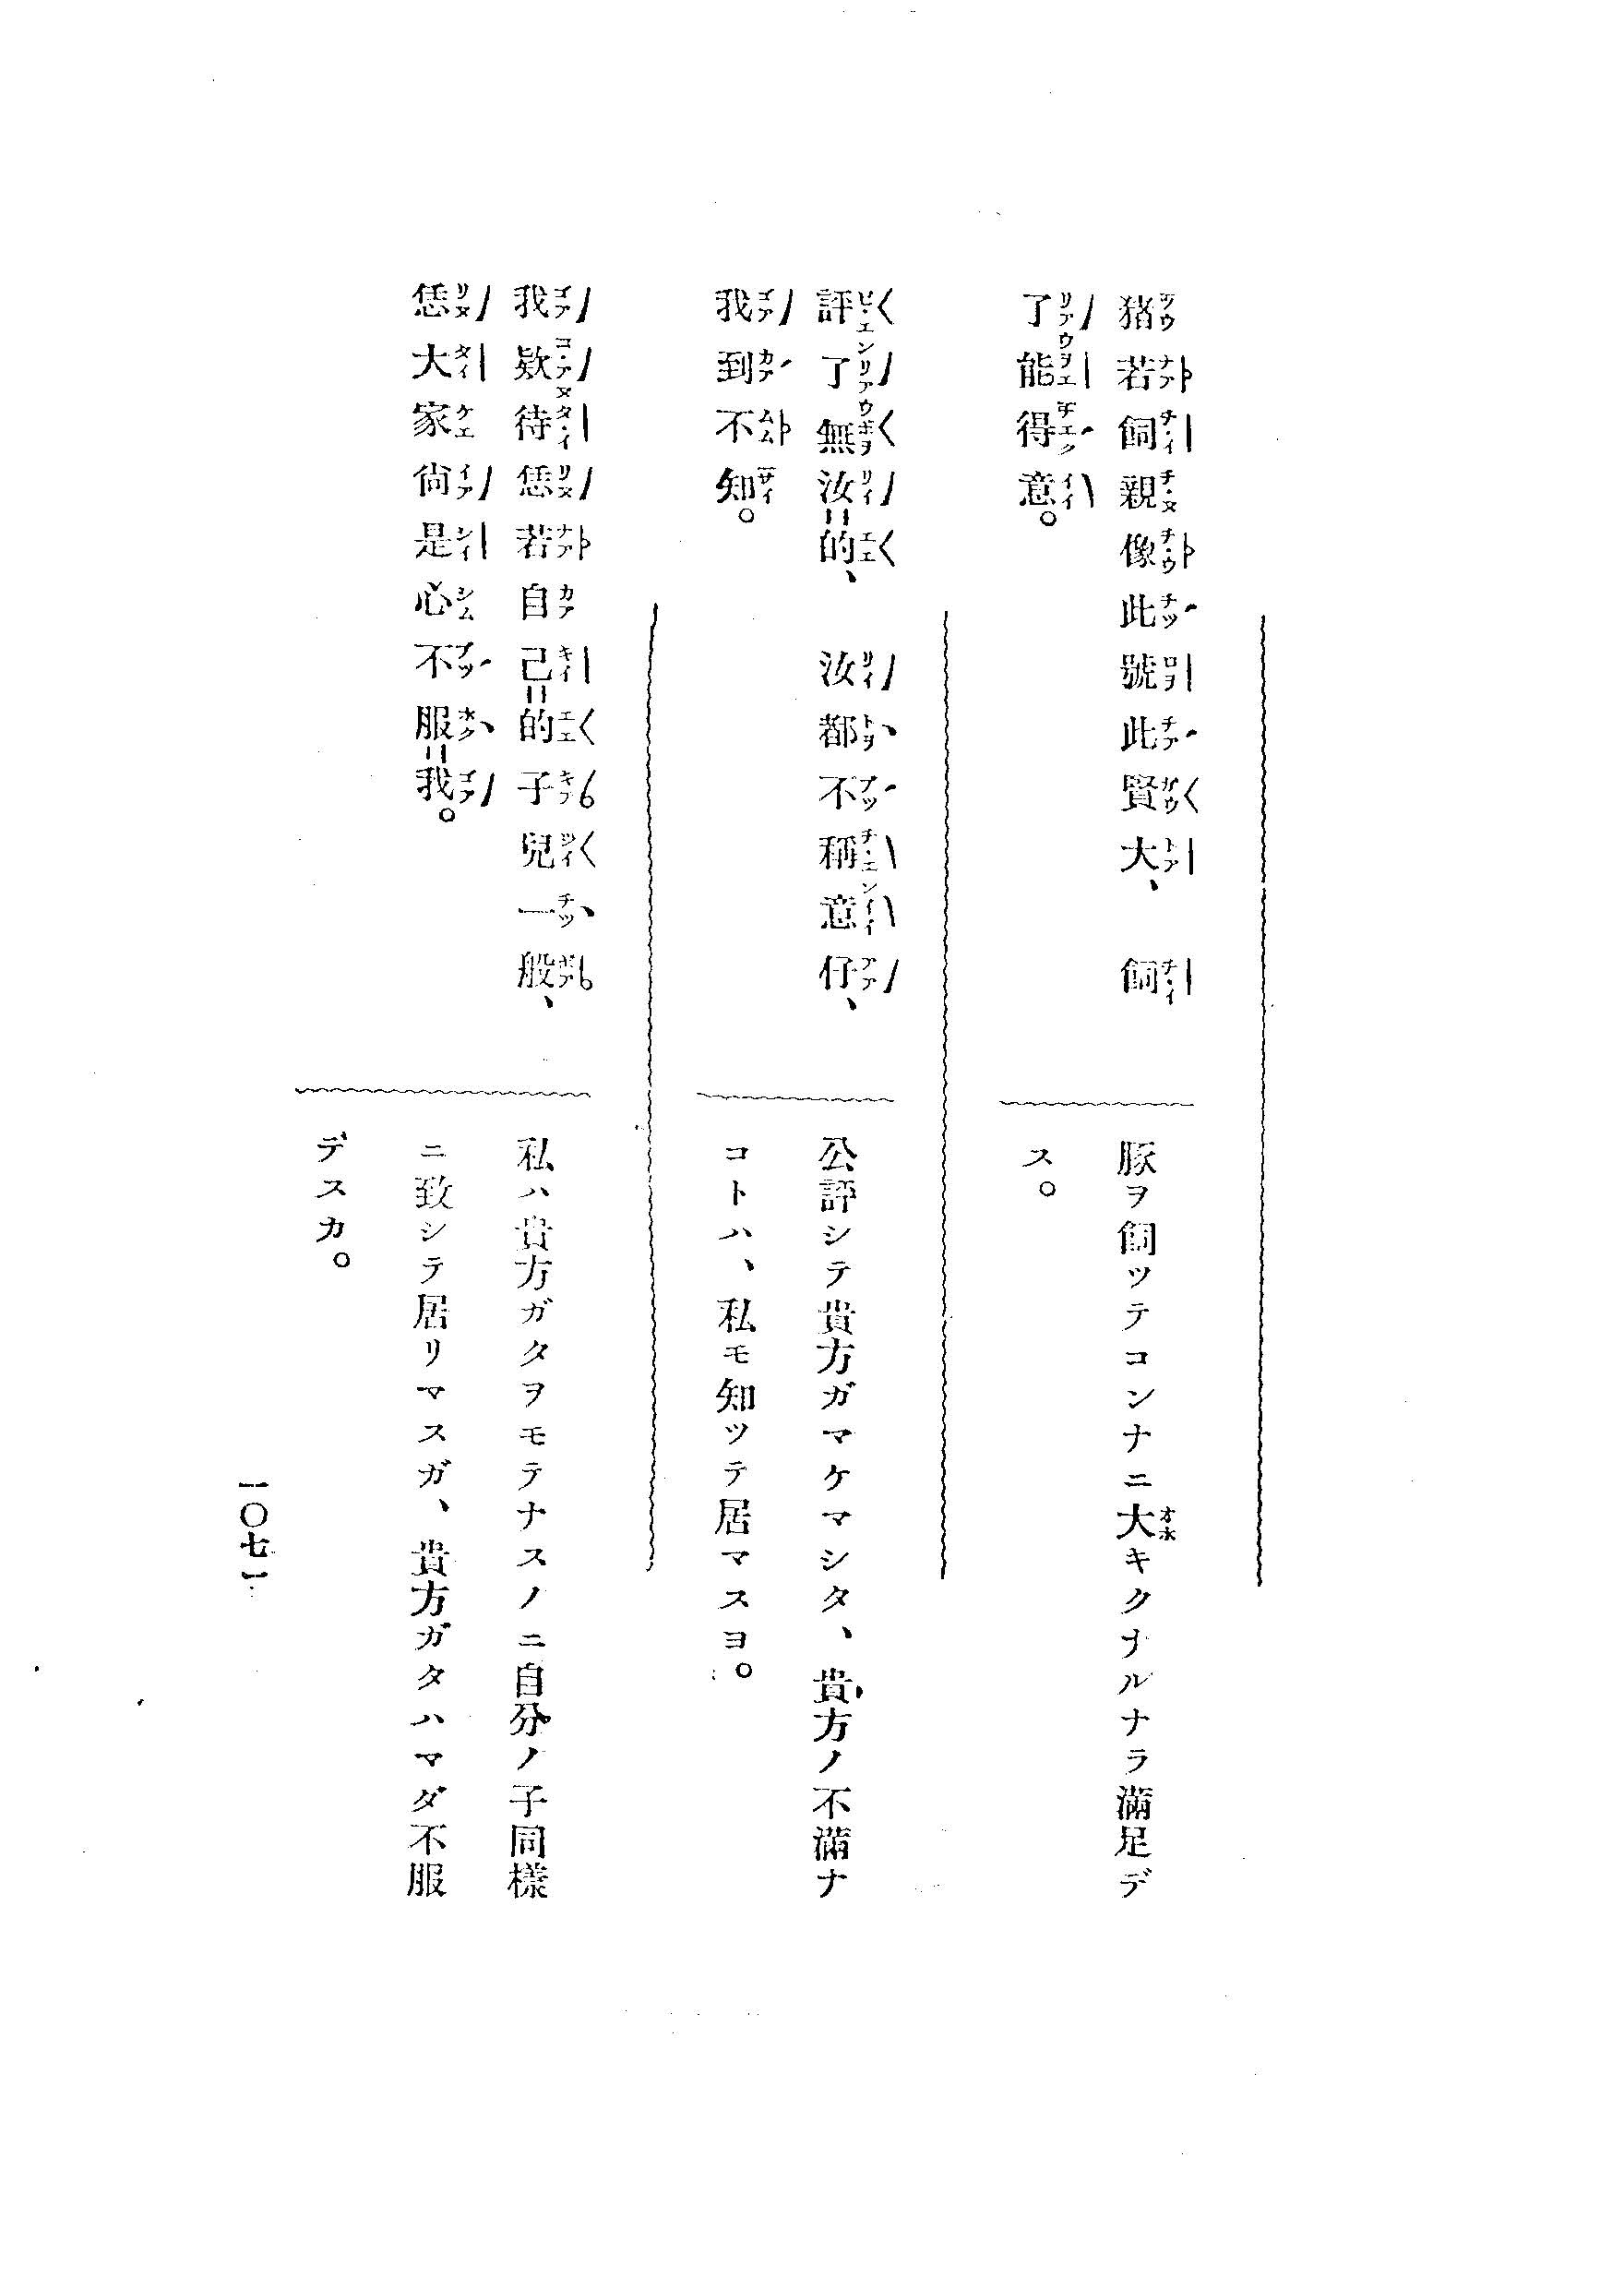 猪若飼親像此號此賢大、飼
了能得意。
豚ヲ飼ツテコンナニ大キクナルナラ滿足デ
ス。
評了無汝=的、汝都不稱意仔、
我到不知。
公評シテ貴方ガマケマシタ、貴方ノ不滿ナ
コトハ、私モ知ツテ居マスヨ。
我欵待恁若自己=的子兒一般、
恁大家尙是心不服=我。
私ハ貴方ガタヲモテナスノニ自分ノ子同樣
ニ致シテ居リマスガ、貴方ガタハマダ不服
デスカ。
一〇七一